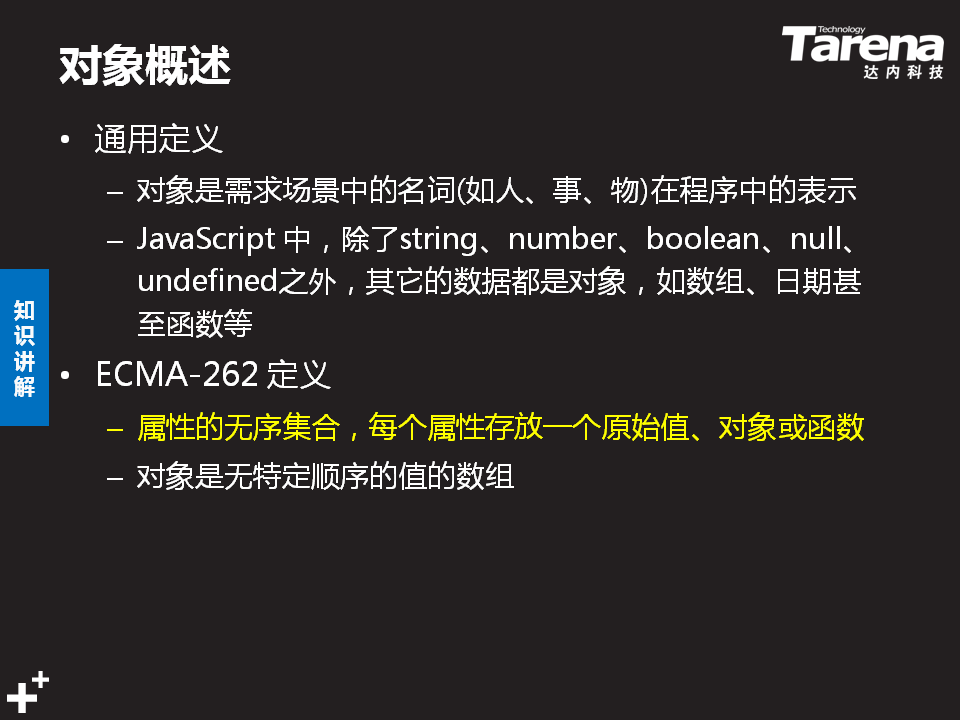 对象概述
Technology
Tarena
达内科技
• 通用定义
– 对象是需求场景中的名词(如人、事、物)在程序中的表示
– JavaScript 中，除了string、number、boolean、null、
undefined之外，其它的数据都是对象，如数组、日期甚
至函数等
知识讲解
• ECMA-262 定义
– 属性的无序集合，每个属性存放一个原始值、对象或函数
– 对象是无特定顺序的值的数组